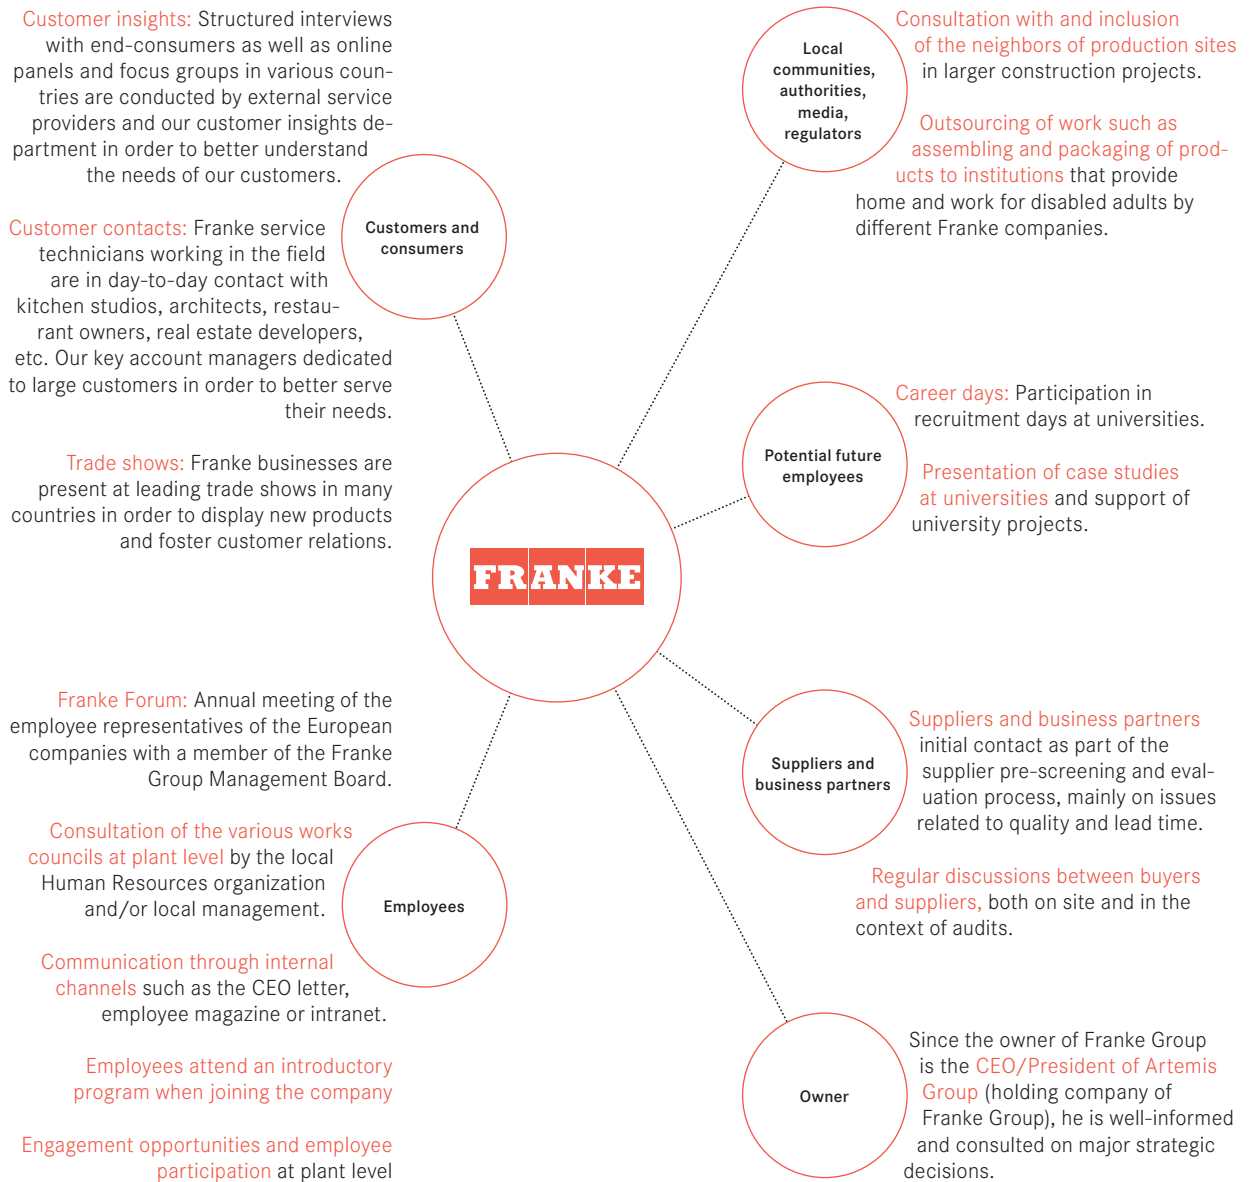 Customer insights: Structured interviews
with end-consumers as well as online
panels and focus groups in various coun-
tries are conducted by external service
providers and our customer insights de-
partment in order to better understand
the needs of our customers.
Customer contacts: Franke service
technicians working in the field
are in day-to-day contact with
kitchen studios, architects, restau-
rant owners, real estate developers,
etc. Our key account managers dedicated
to large customers in order to better serve
their needs.
Trade shows: Franke businesses are
present at leading trade shows in many
countries in order to display new products
and foster customer relations.
Customers and
consumers
Local
communities,
authorities,
media,
regulators
Consultation with and inclusion
of the neighbors of production sites
in larger construction projects.
Outsourcing of work such as
assembling and packaging of prod-
ucts to institutions that provide
home and work for disabled adults by
different Franke companies.
Potential future
employees
Career days: Participation in
recruitment days at universities.
Presentation of case studies
at universities and support of
university projects.
FRANKE
Franke Forum: Annual meeting of the
employee representatives of the European
companies with a member of the Franke
Group Management Board.
Consultation of the various works
councils at plant level by the local
Human Resources organization
and/or local management.
Communication through internal
channels such as the CEO letter,
employee magazine or intranet.
Employees attend an introductory
program when joining the company
Engagement opportunities and employee
participation at plant level
Employees
Suppliers and
business partners
Suppliers and business partners
initial contact as part of the
supplier pre-screening and eval-
uation process, mainly on issues
related to quality and lead time.
Regular discussions between buyers
and suppliers, both on site and in the
context of audits.
Owner
Since the owner of Franke Group
is the CEO/President of Artemis
Group (holding company of
Franke Group), he is well-informed
and consulted on major strategic
decisions.